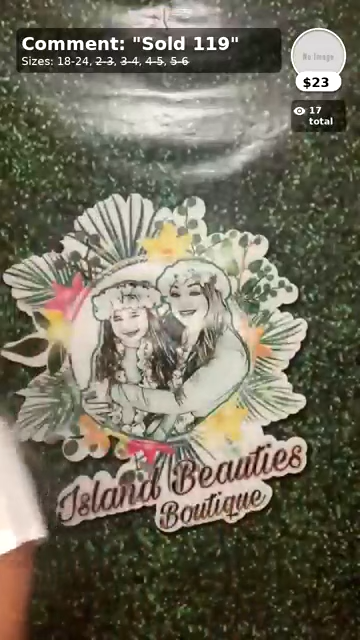 Comment: "Sold 119"
Sizes: 18-24, 2-3, 3-4, 4-5, 5-6
No Image
$23
17
total
Island Beauties
Boutique